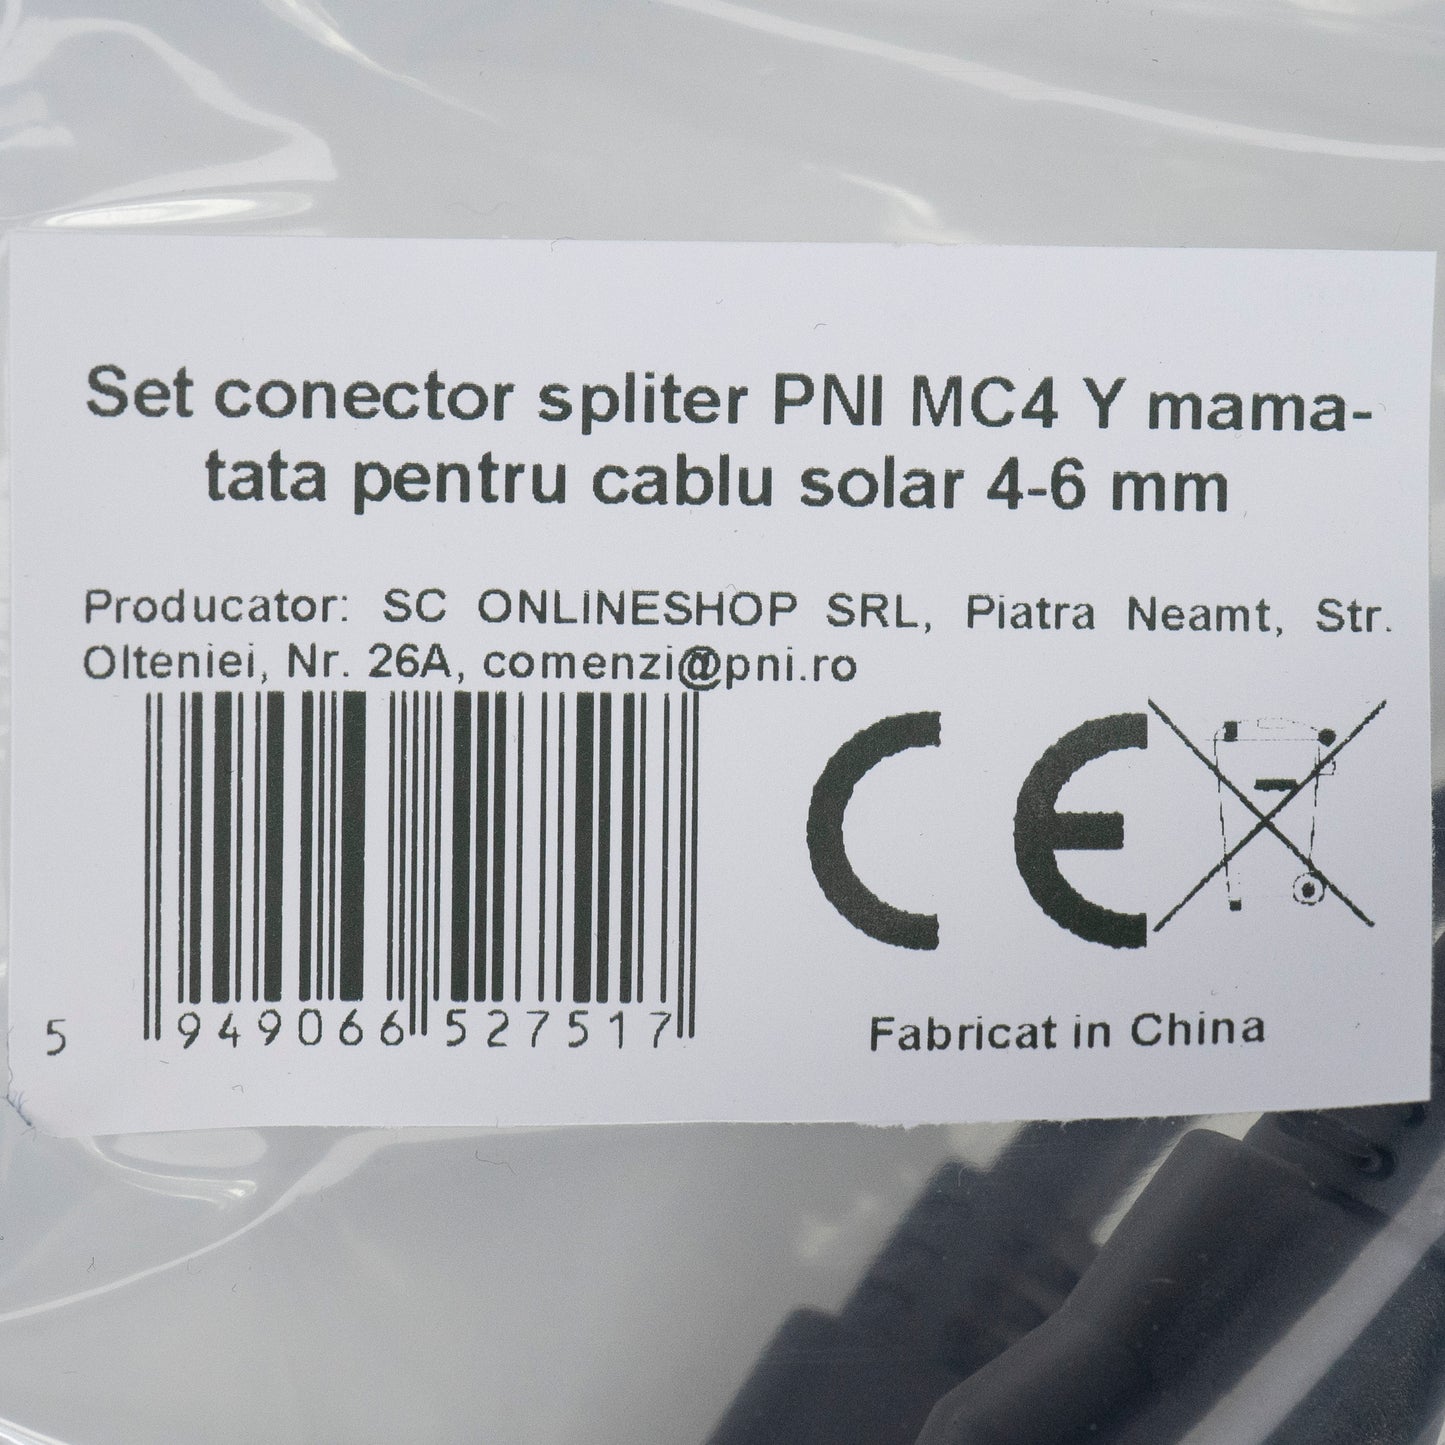 Set conector spliter PNI MC4 Y mama-
tata pentru cablu solar 4-6 mm
Producator: SC ONLINESHOP SRL, Piatra Neamt, Str.
Olteniei, Nr. 26A, comenzi@pni.ro
CE
5 949066 527517
Fabricat in China